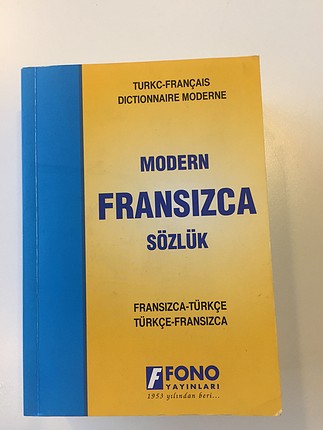 TURKC-FRANÇAIS
DICTIONNAIRE MODERNE
MODERN
FRANSIZCA
SÖZLÜK
FRANSIZCA-TÜRKÇE
TÜRKÇE-FRANSIZCA
FONO
YAYINLARI
1953 yılından beri...